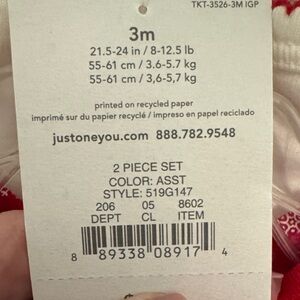 TKT-3526-3M IGP
3m
21.5-24 in / 8-12.5 lb
55-61 cm / 3.6-5.7 kg
55-61 cm / 3,6-5,7 kg
printed on recycled paper
imprimé sur du papier recyclé / impreso en papel reciclado
justoneyou.com 888.782.9548
2 PIECE SET
COLOR: ASST
STYLE: 519G147
206 05 8602
DEPT CL ITEM
8 89338 08917 4